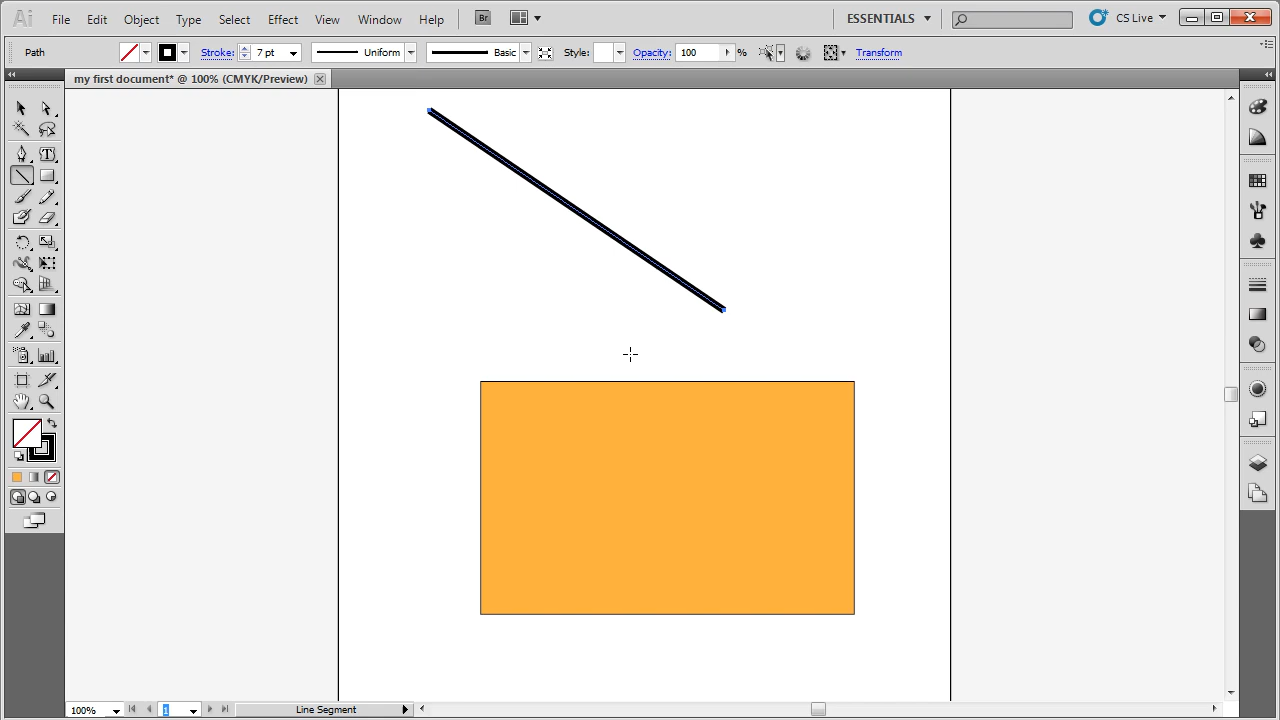 Ai File Edit Object Type Select Effect View Window Help Br ESSENTIALS CS Live
Path Stroke: 7 pt Uniform Basic Style: Opacity: 100 % Transform
my first document* @ 100% (CMYK/Preview)
T
100% 1 Line Segment